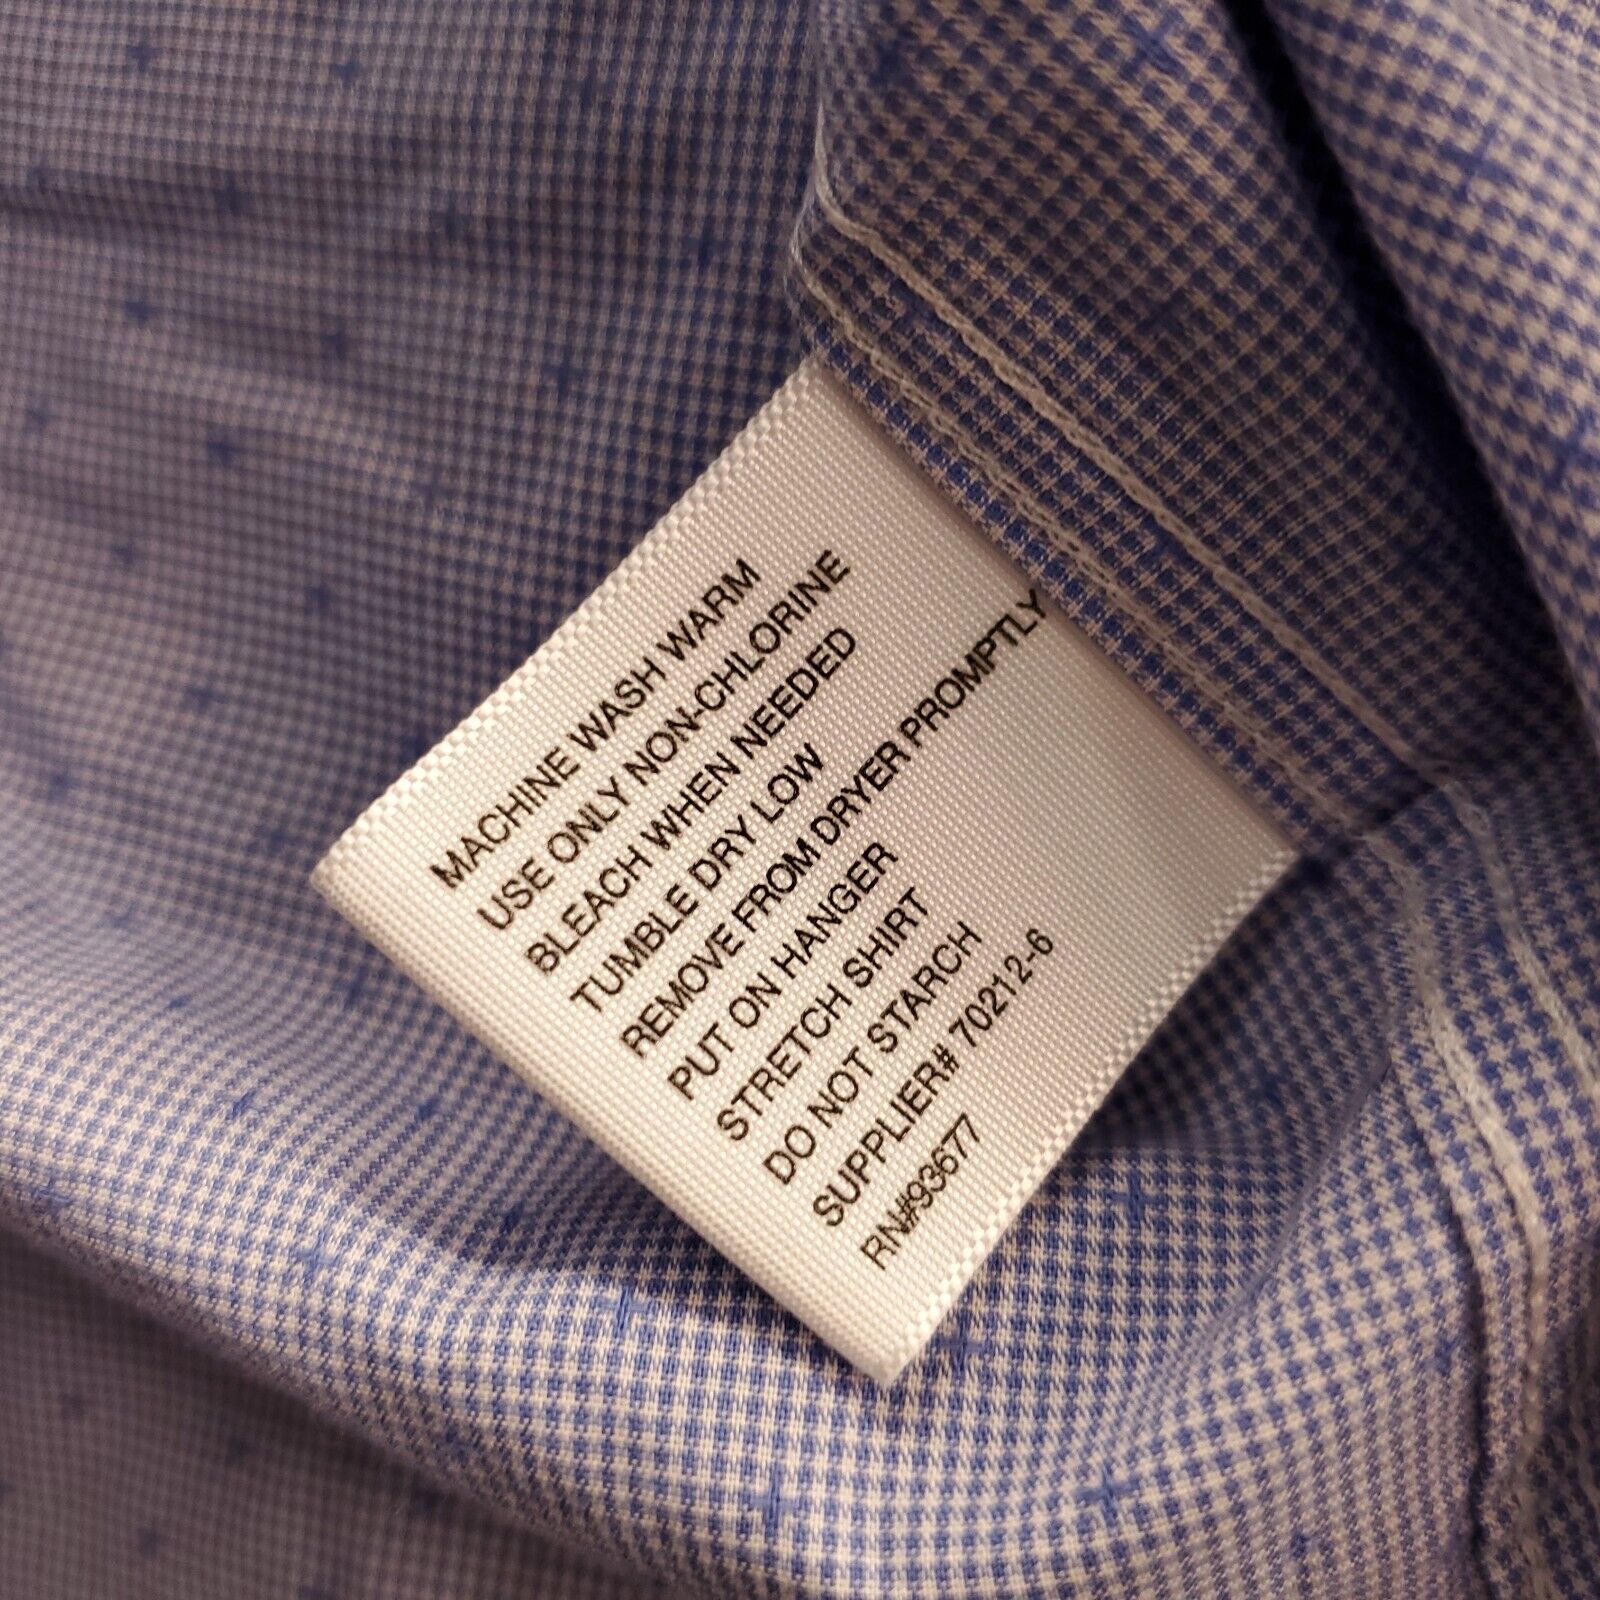 MACHINE WASH WARM
USE ONLY NON-CHLORINE
BLEACH WHEN NEEDED
TUMBLE DRY LOW
REMOVE FROM DRYER PROMPTLY
PUT ON HANGER
STRETCH SHIRT
DO NOT STARCH
SUPPLIER# 70212-6
RN#93677